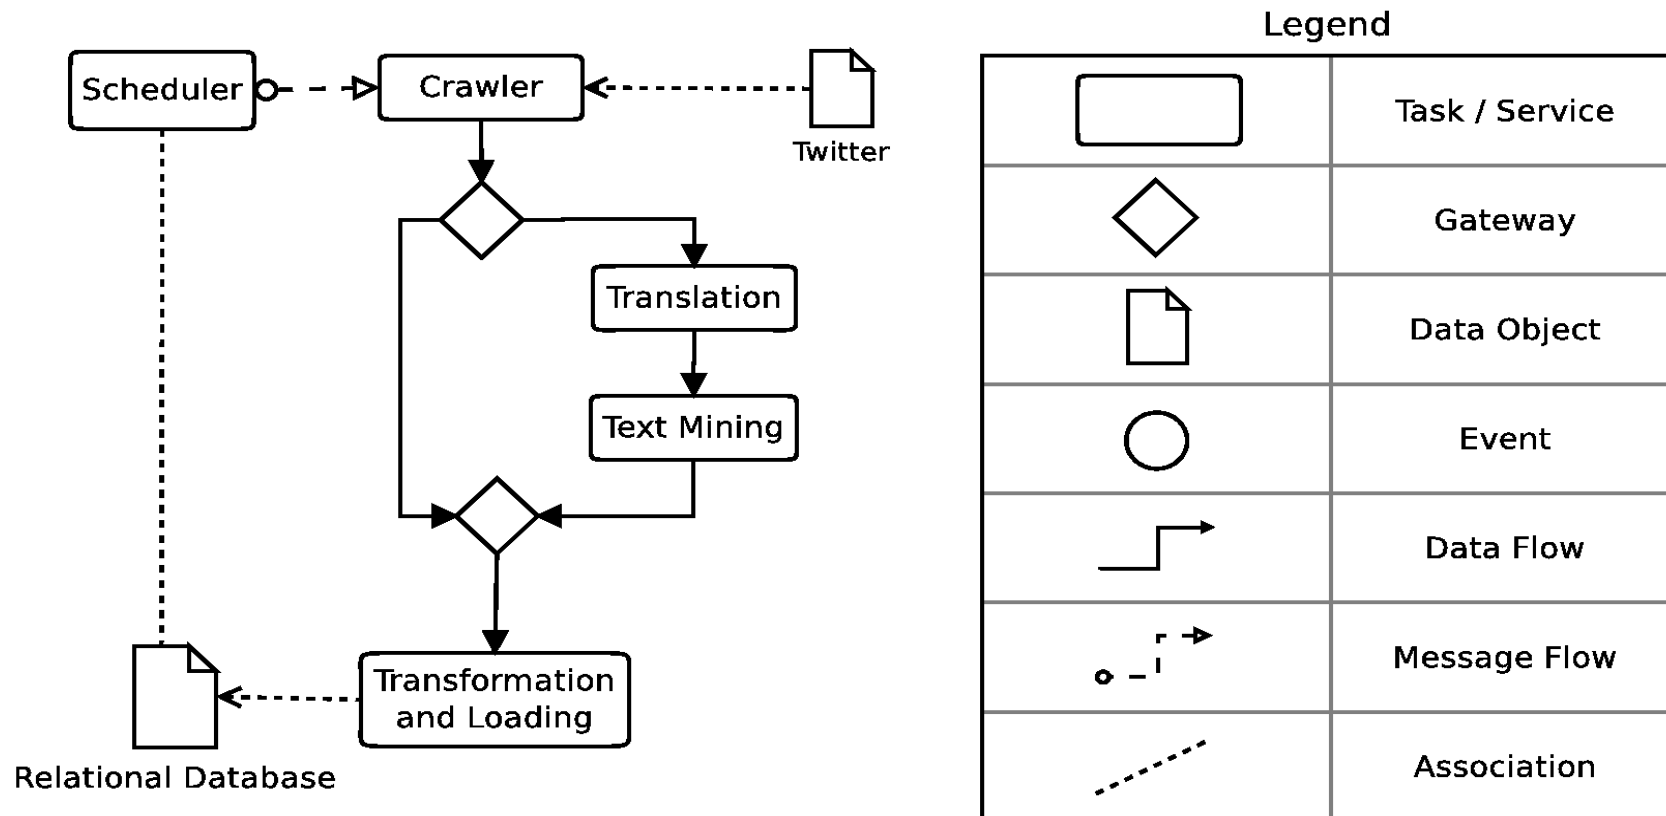 Legend
Scheduler
Crawler
Twitter
Translation
Text Mining
Transformation
and Loading
Relational Database
Task / Service
Gateway
Data Object
Event
Data Flow
Message Flow
Association